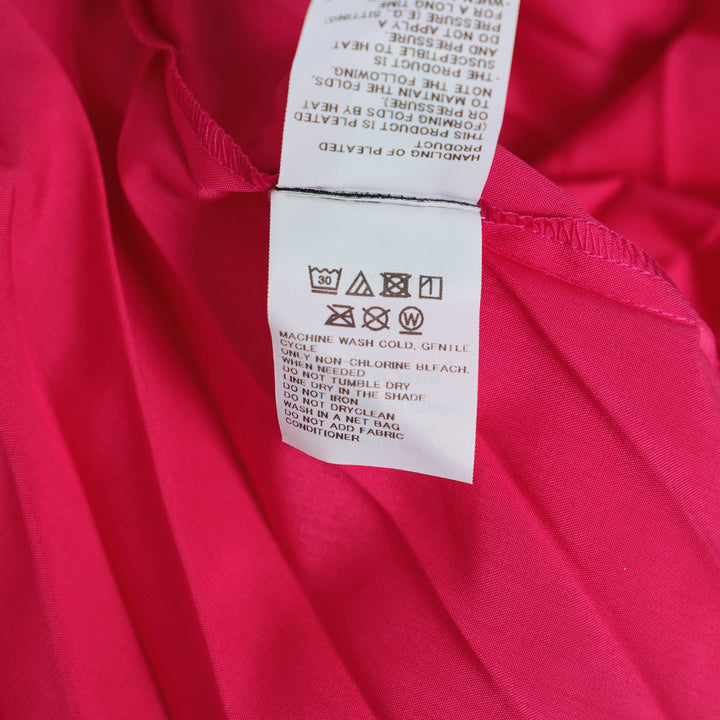 HANDLING OF PLEATED
PRODUCT
THIS PRODUCT IS PLEATED
(FORMING FOLDS BY HEAT
OR PRESSURE).
TO MAINTAIN THE FOLDS,
NOTE THE FOLLOWING.
· THE PRODUCT IS
SUSCEPTIBLE TO HEAT
AND PRESSURE.
DO NOT APPLY A
PRESSURE (E.G.
SITTING)
FOR A LONG TIME
· WHEN
30
1
W
MACHINE WASH COLD, GENTLE
CYCLE
ONLY NON-CHLORINE BLEACH,
WHEN NEEDED
DO NOT TUMBLE DRY
LINE DRY IN THE SHADE
DO NOT IRON
DO NOT DRYCLEAN
WASH IN A NET BAG
DO NOT ADD FABRIC
CONDITIONER